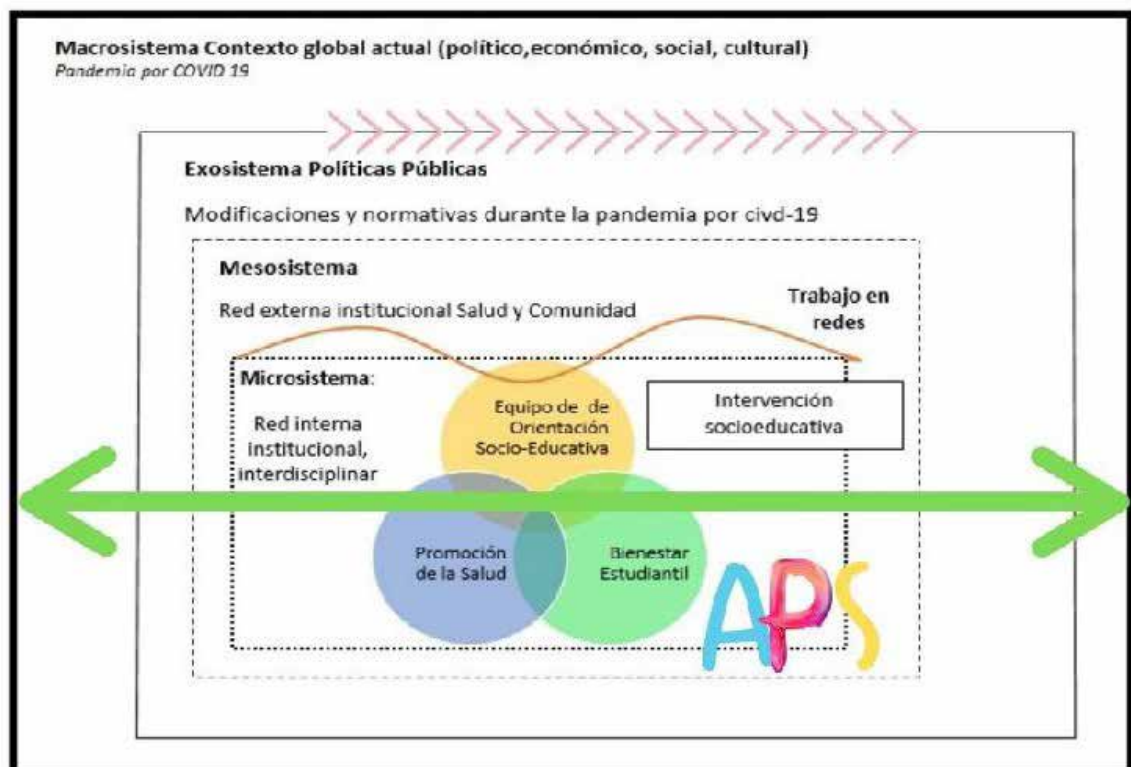 Macrosistema Contexto global actual (político,económico, social, cultural)
Pandemia por COVID 19
Exosistema Políticas Públicas
Modificaciones y normativas durante la pandemia por civd-19
Mesosistema
Red externa institucional Salud y Comunidad
Trabajo en
redes
Microsistema:
Red interna
institucional,
interdisciplinar
Equipo de  de
Orientación
Socio-Educativa
Intervención
socioeducativa
Promoción
de la Salud
Bienestar
Estudiantil
APS